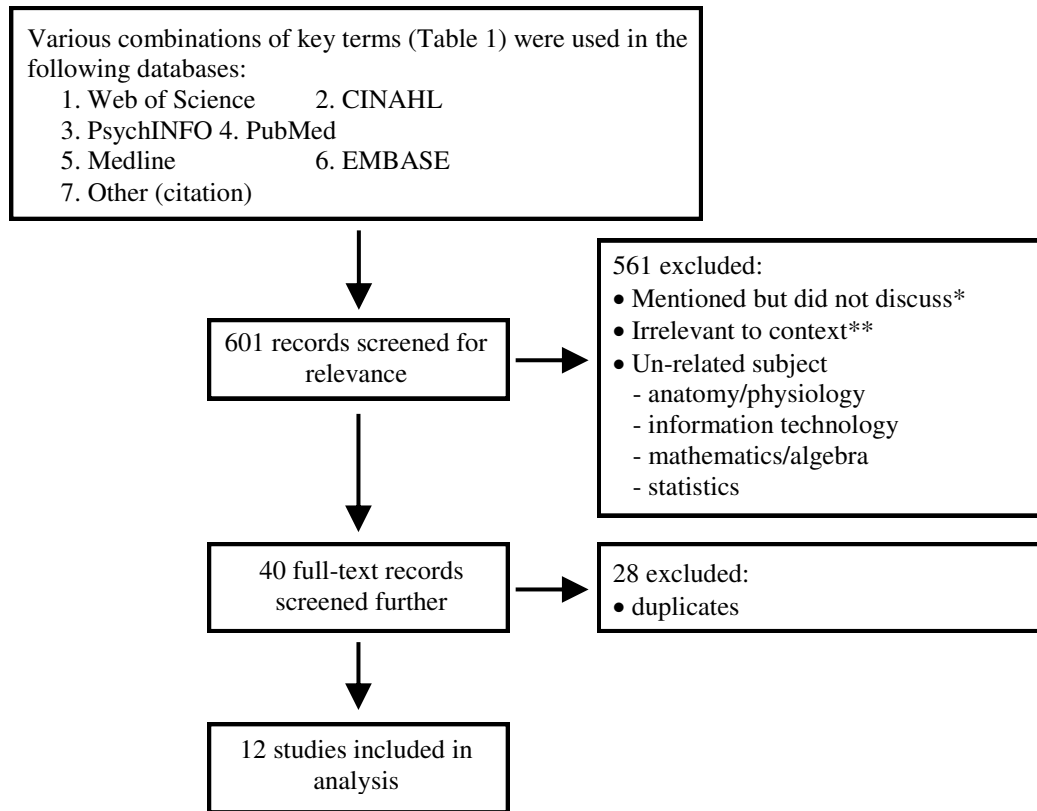 Various combinations of key terms (Table 1) were used in the
following databases:
1. Web of Science 2. CINAHL
3. PsychINFO 4. PubMed
5. Medline 6. EMBASE
7. Other (citation)
561 excluded:
• Mentioned but did not discuss*
• Irrelevant to context**
• Un-related subject
- anatomy/physiology
- information technology
- mathematics/algebra
- statistics
601 records screened for
relevance
40 full-text records
screened further
28 excluded:
• duplicates
12 studies included in
analysis